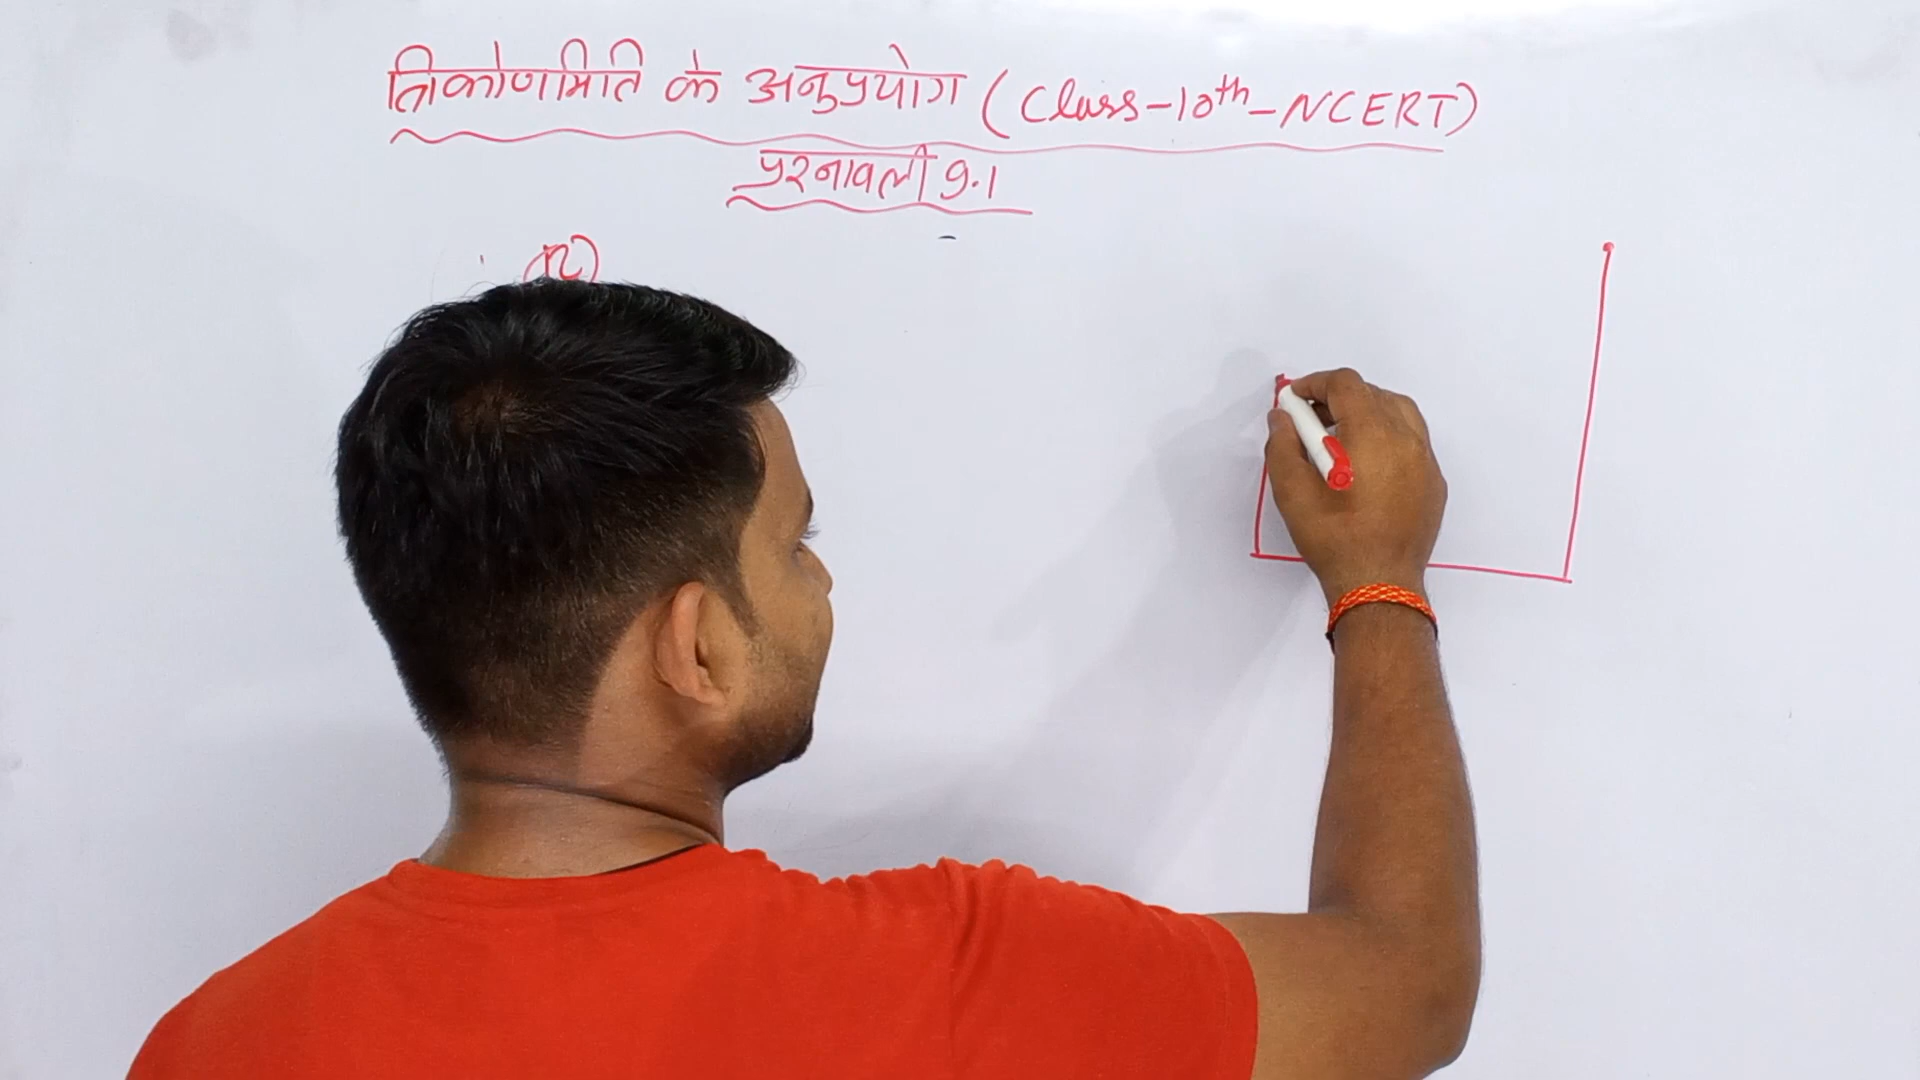 त्रिकोणमिति के अनुप्रयोग (Class-10th-NCERT)
प्रश्नावली 9.1